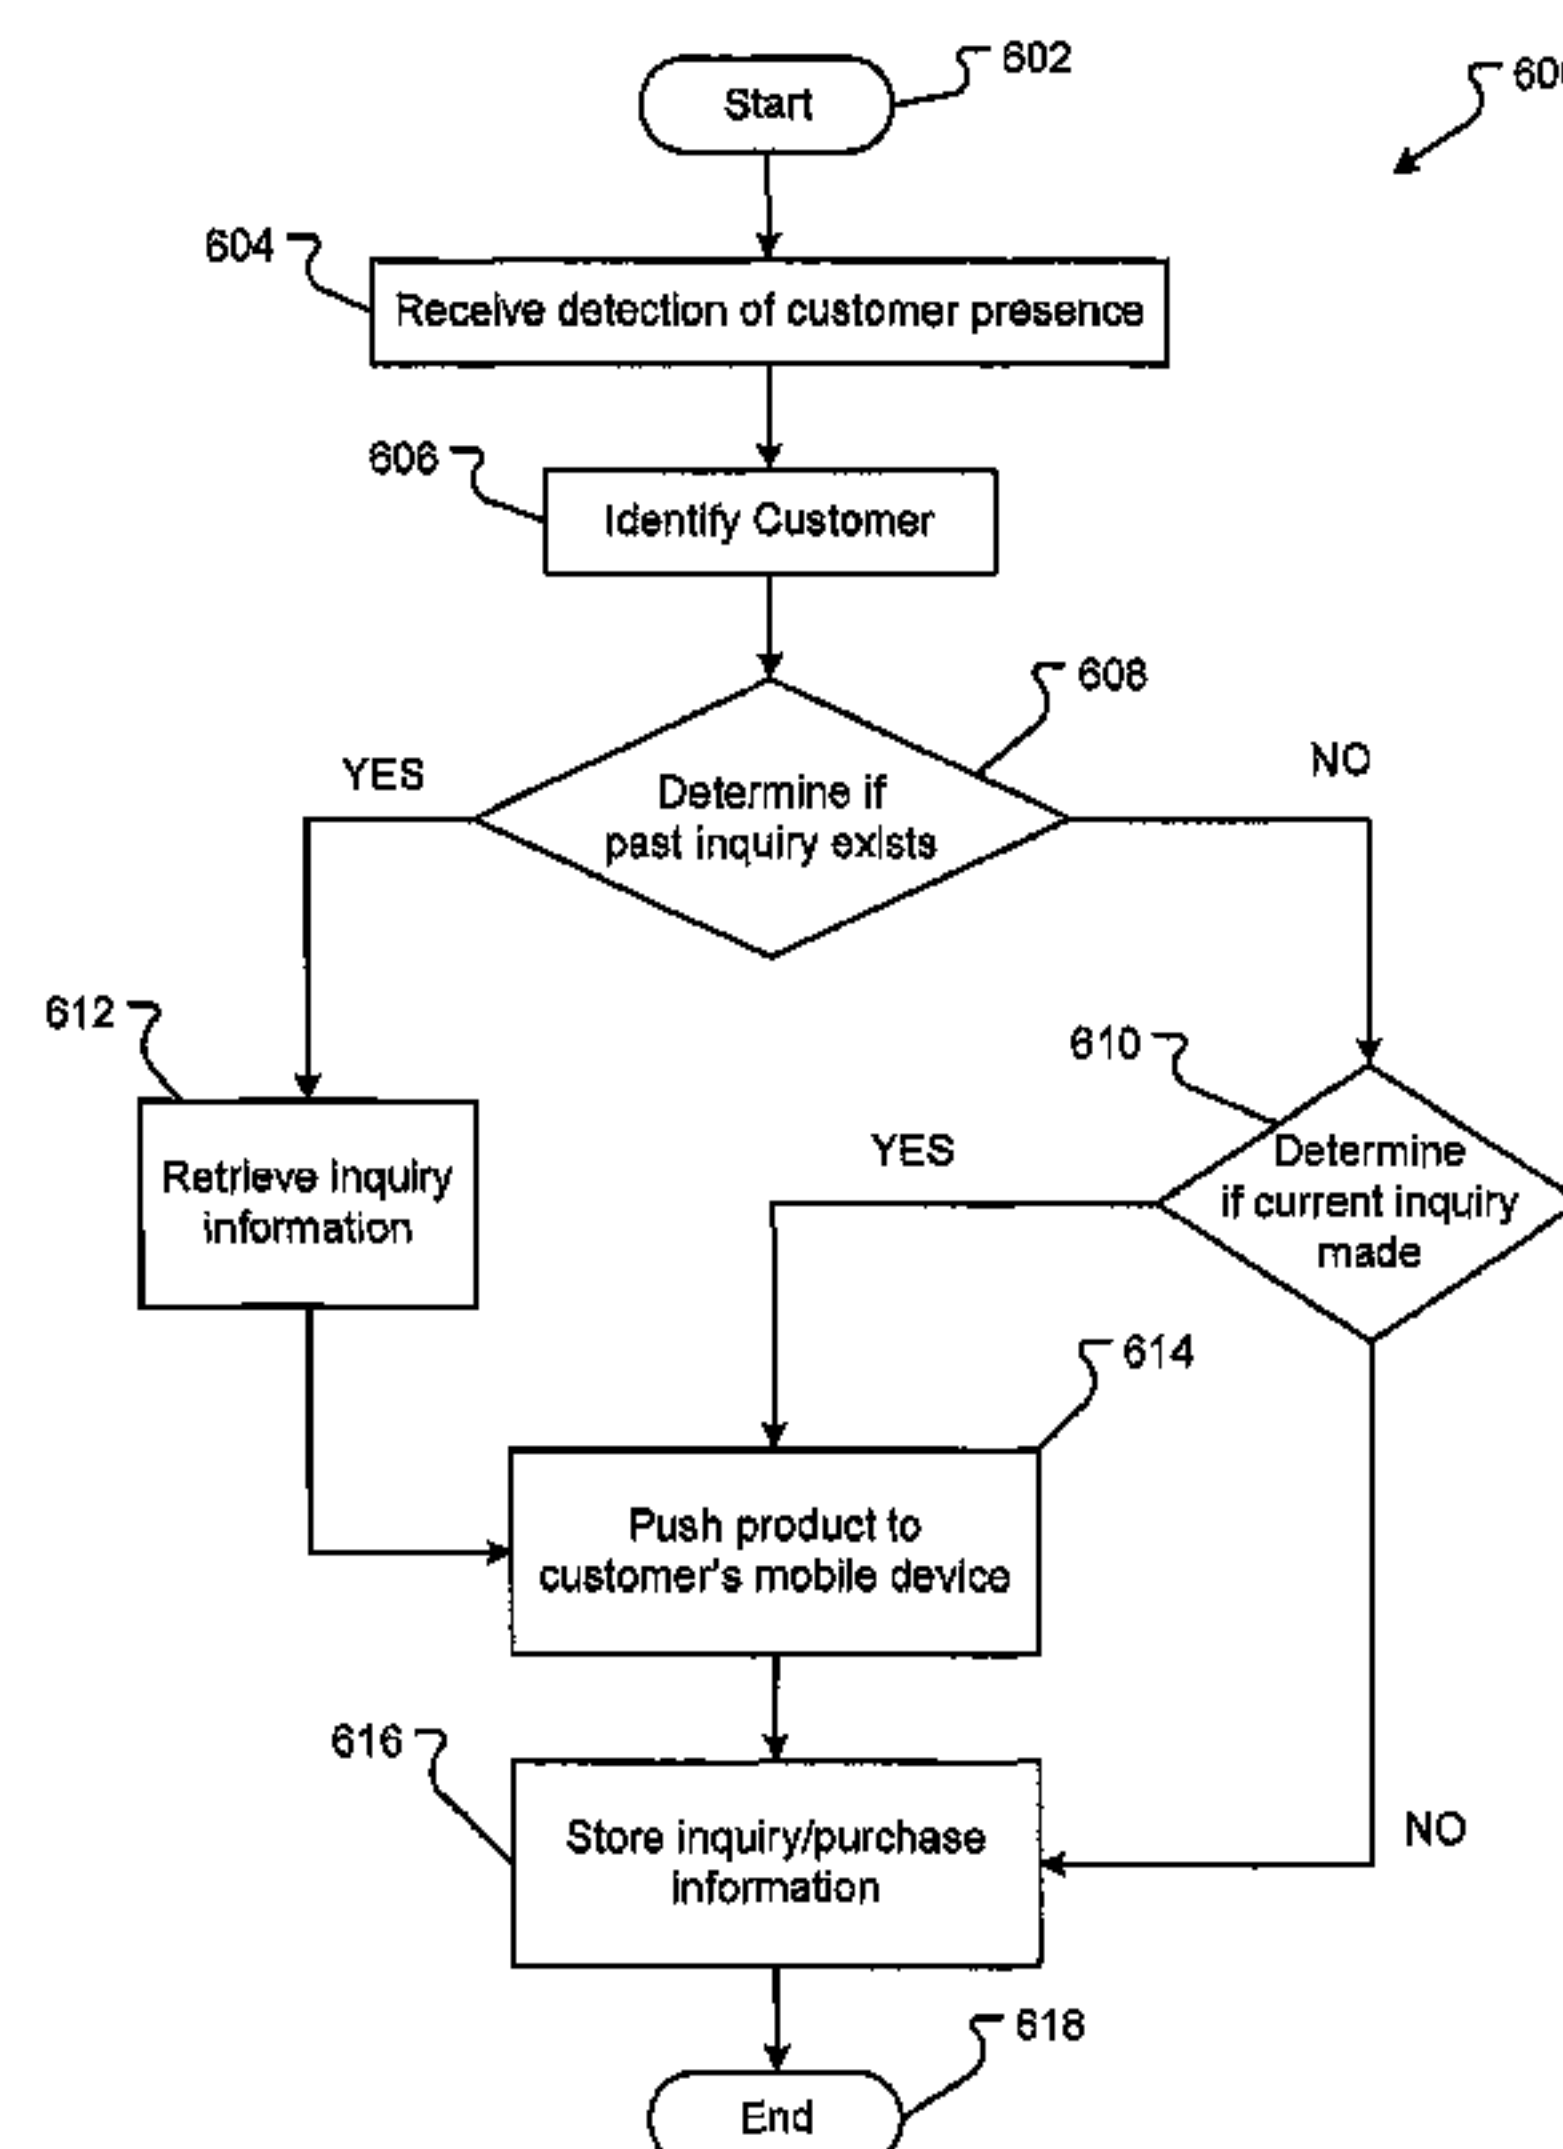 602
Start
604
Receive detection of customer presence
606
Identify Customer
608
YES
NO
Determine if
past inquiry exists
612
610
Retrieve inquiry
information
YES
Determine
if current inquiry
made
614
Push product to
customer's mobile device
616
Store inquiry/purchase
information
NO
618
End